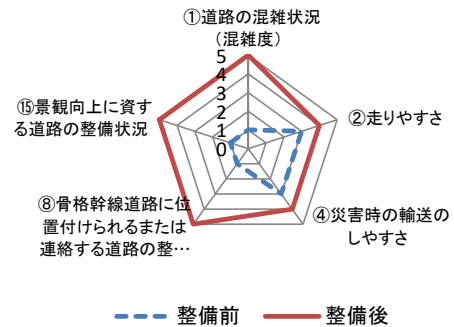 ①道路の混雑状況
（混雑度）
5
4
3
2
1
0
②走りやすさ
④災害時の輸送の
しやすさ
⑧骨格幹線道路に位
置付けられるまたは
連絡する道路の整…
⑮景観向上に資す
る道路の整備状況
整備前
整備後